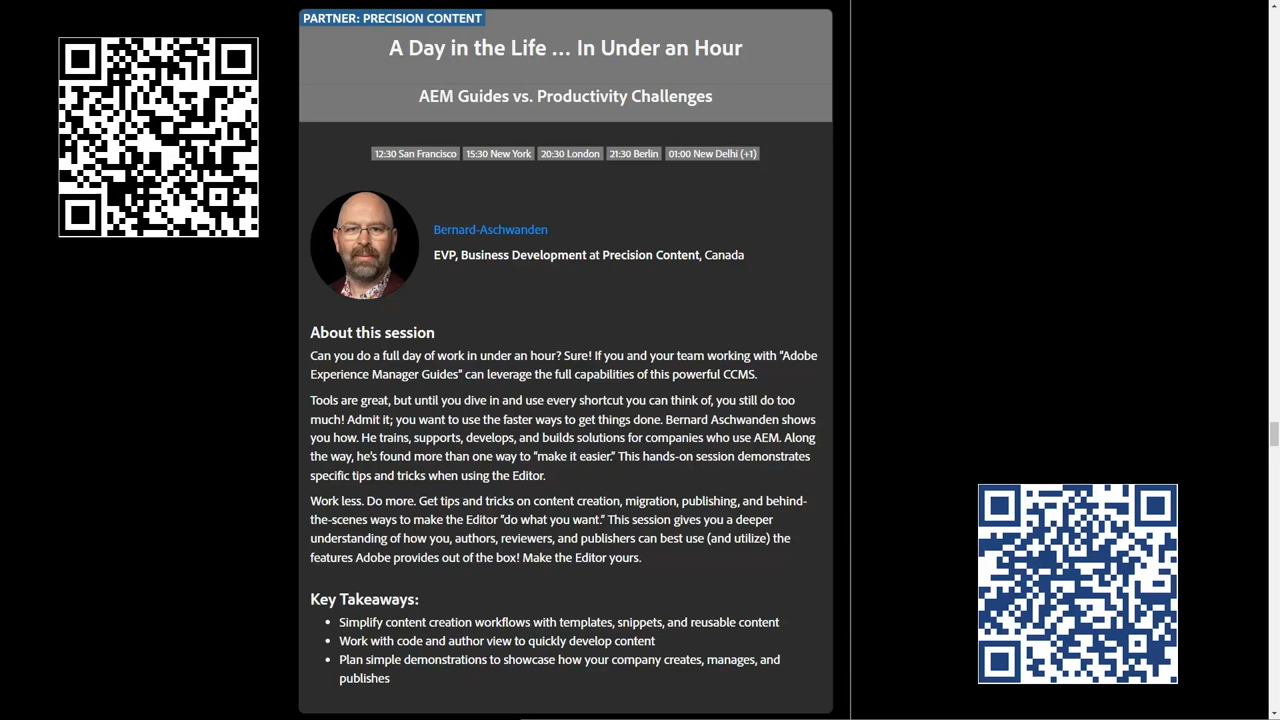 PARTNER: PRECISION CONTENT
A Day in the Life … In Under an Hour
AEM Guides vs. Productivity Challenges
12:30 San Francisco 15:30 New York 20:30 London 21:30 Berlin 01:00 New Delhi (+1)
Bernard-Aschwanden
EVP, Business Development at Precision Content, Canada
About this session
Can you do a full day of work in under an hour? Sure! If you and your team working with "Adobe
Experience Manager Guides" can leverage the full capabilities of this powerful CCMS.
Tools are great, but until you dive in and use every shortcut you can think of, you still do too
much! Admit it; you want to use the faster ways to get things done. Bernard Aschwanden shows
you how. He trains, supports, develops, and builds solutions for companies who use AEM. Along
the way, he's found more than one way to "make it easier." This hands-on session demonstrates
specific tips and tricks when using the Editor.
Work less. Do more. Get tips and tricks on content creation, migration, publishing, and behind-
the-scenes ways to make the Editor "do what you want." This session gives you a deeper
understanding of how you, authors, reviewers, and publishers can best use (and utilize) the
features Adobe provides out of the box! Make the Editor yours.
Key Takeaways:
• Simplify content creation workflows with templates, snippets, and reusable content
• Work with code and author view to quickly develop content
• Plan simple demonstrations to showcase how your company creates, manages, and
publishes